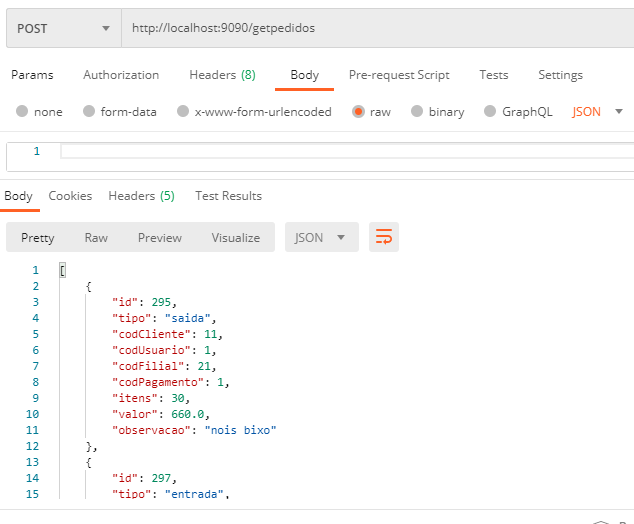 POST http://localhost:9090/getpedidos
Params Authorization Headers (8) Body Pre-request Script Tests Settings
none form-data x-www-form-urlencoded raw binary GraphQL JSON
1
Body Cookies Headers (5) Test Results
Pretty Raw Preview Visualize JSON
1 [
2 {
3 "id": 295,
4 "tipo": "saida",
5 "codCliente": 11,
6 "codUsuario": 1,
7 "codFilial": 21,
8 "codPagamento": 1,
9 "itens": 30,
10 "valor": 660.0,
11 "observacao": "nois bixo"
12 },
13 {
14 "id": 297,
15 "tipo": "entrada",